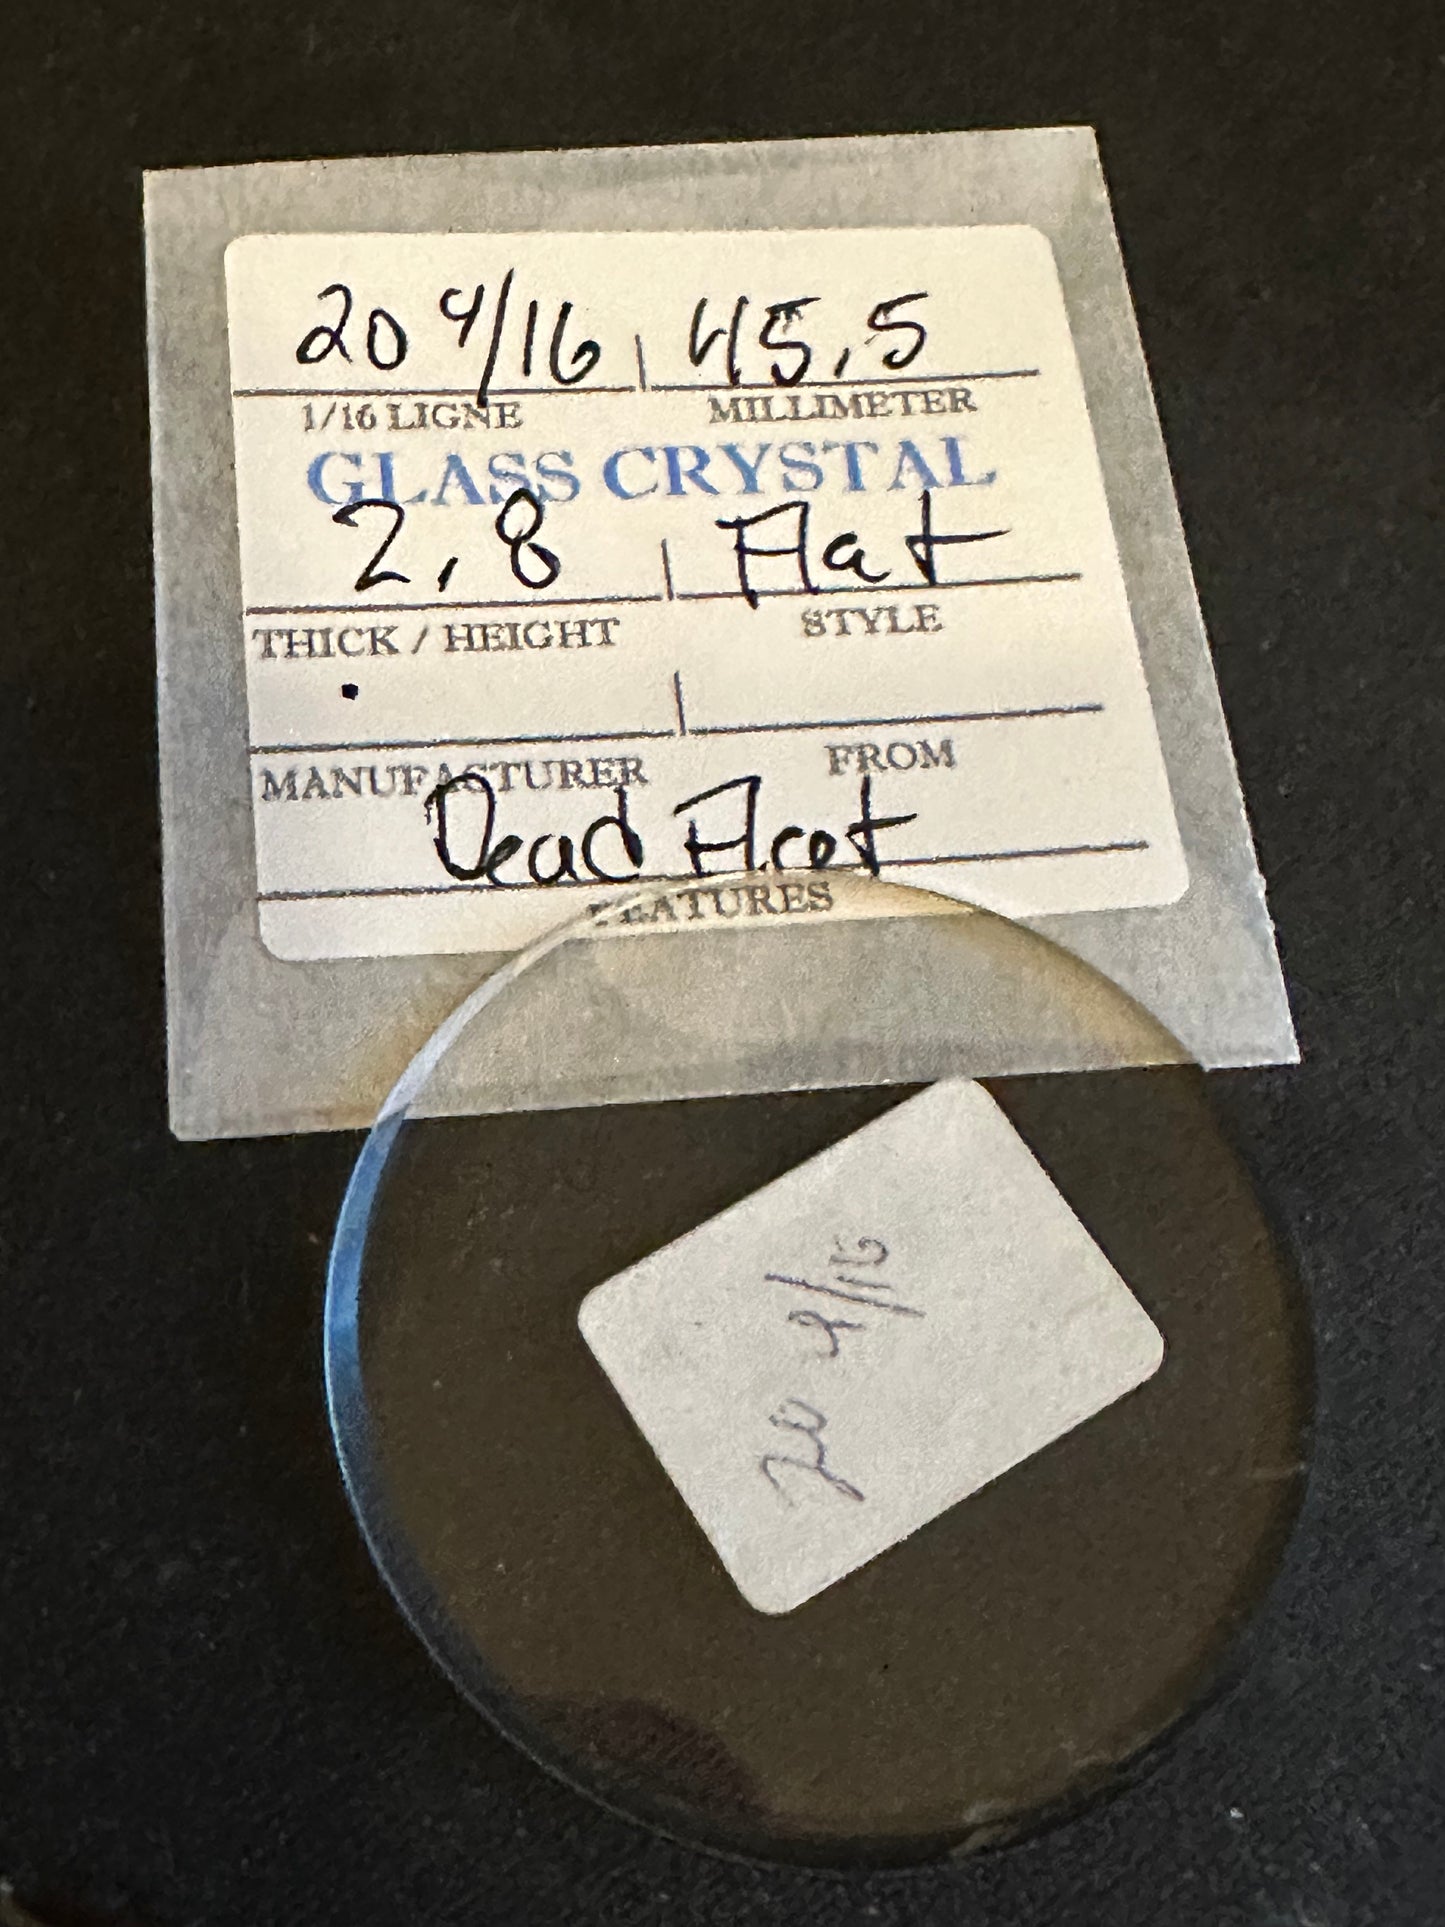 20 4/16 | 45.5
1/16 LIGNE MILLIMETER
GLASS CRYSTAL
2.8 | Flat
THICK / HEIGHT STYLE
MANUFACTURER FROM
Dead Flat
FEATURES
20 4/16